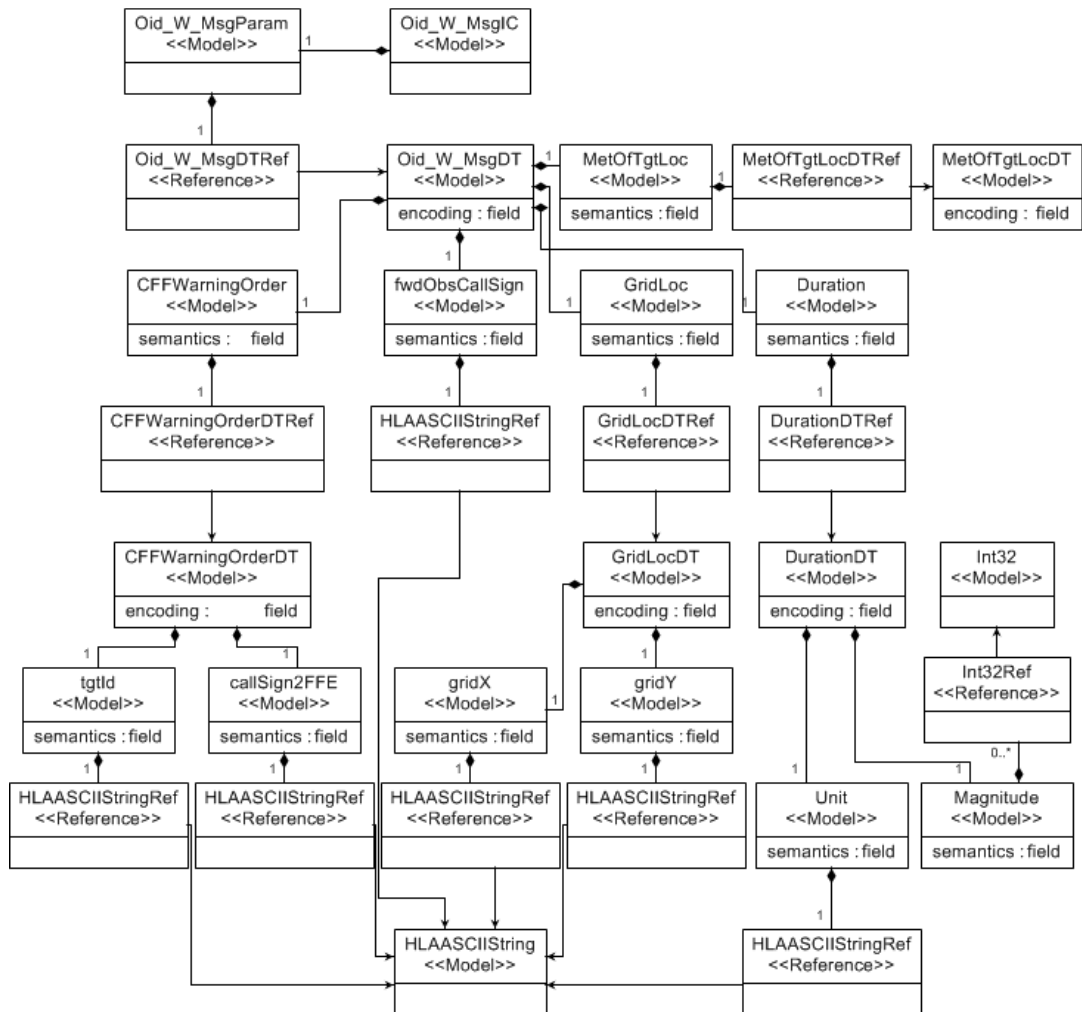 Oid_W_MsgParam
<<Model>>
1
Oid_W_MsgIC
<<Model>>
1
Oid_W_MsgDTRef
<<Reference>>
Oid_W_MsgDT
<<Model>>
encoding : field
1
MetOfTgtLoc
<<Model>>
semantics : field
1
MetOfTgtLocDTRef
<<Reference>>
MetOfTgtLocDT
<<Model>>
encoding : field
CFFWarningOrder
<<Model>>
semantics : field
1
1
fwdObsCallSign
<<Model>>
semantics : field
1
GridLoc
<<Model>>
semantics : field
1
Duration
<<Model>>
semantics : field
1
CFFWarningOrderDTRef
<<Reference>>
1
HLAASCIIStringRef
<<Reference>>
1
GridLocDTRef
<<Reference>>
1
DurationDTRef
<<Reference>>
CFFWarningOrderDT
<<Model>>
encoding : field
GridLocDT
<<Model>>
encoding : field
DurationDT
<<Model>>
encoding : field
Int32
<<Model>>
1
tgtId
<<Model>>
semantics : field
1
callSign2FFE
<<Model>>
semantics : field
gridX
<<Model>>
semantics : field
1
1
gridY
<<Model>>
semantics : field
Int32Ref
<<Reference>>
0..*
1
HLAASCIIStringRef
<<Reference>>
1
HLAASCIIStringRef
<<Reference>>
1
HLAASCIIStringRef
<<Reference>>
1
HLAASCIIStringRef
<<Reference>>
1
Unit
<<Model>>
semantics : field
1
Magnitude
<<Model>>
semantics : field
HLAASCIIString
<<Model>>
1
HLAASCIIStringRef
<<Reference>>